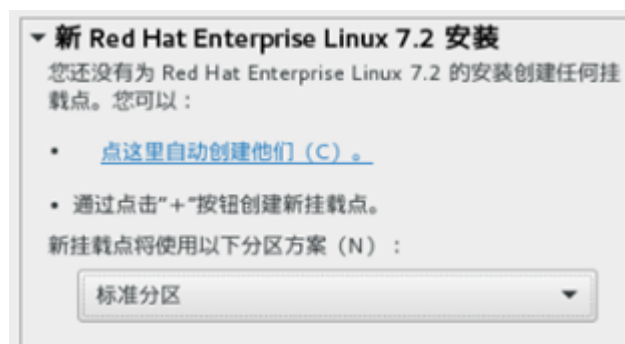 新 Red Hat Enterprise Linux 7.2 安装
您还没有为 Red Hat Enterprise Linux 7.2 的安装创建任何挂
载点。您可以：
• 点这里自动创建他们（C）。
• 通过点击“+”按钮创建新挂载点。
新挂载点将使用以下分区方案（N）：
标准分区